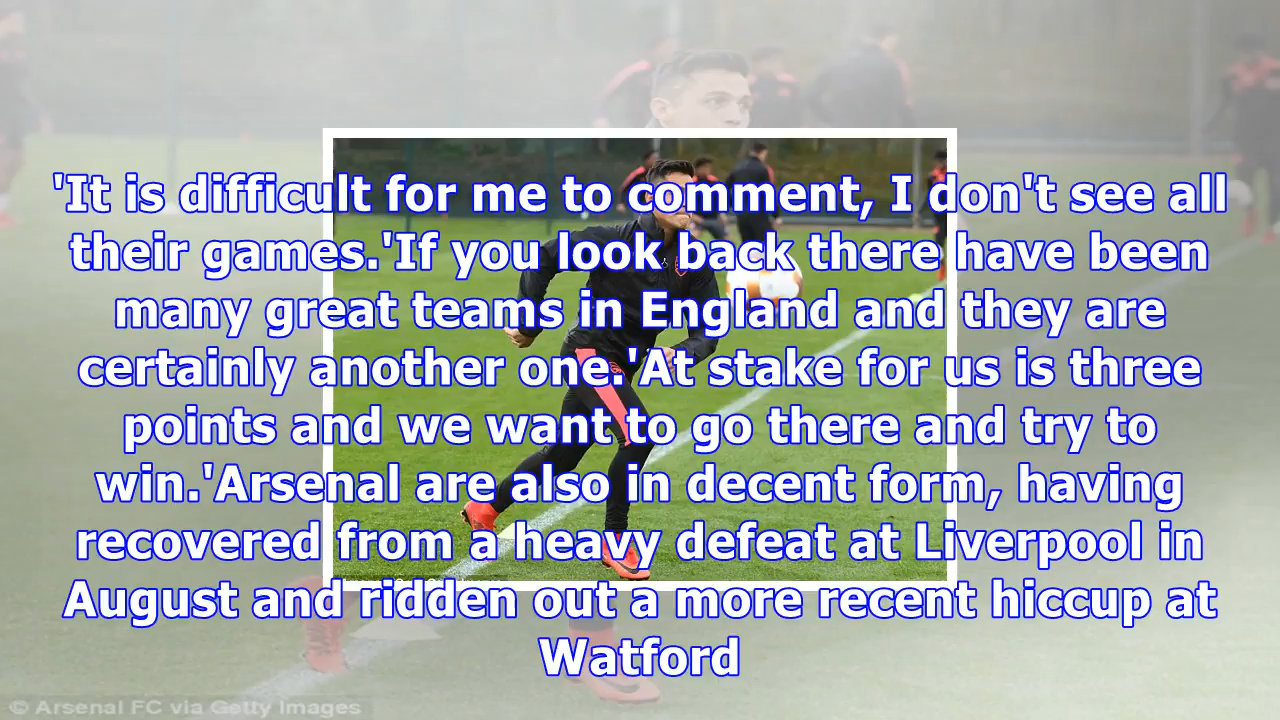 'It is difficult for me to comment, I don't see all
their games.'If you look back there have been
many great teams in England and they are
certainly another one.'At stake for us is three
points and we want to go there and try to
win.'Arsenal are also in decent form, having
recovered from a heavy defeat at Liverpool in
August and ridden out a more recent hiccup at
Watford
© Arsenal FC via Getty Images